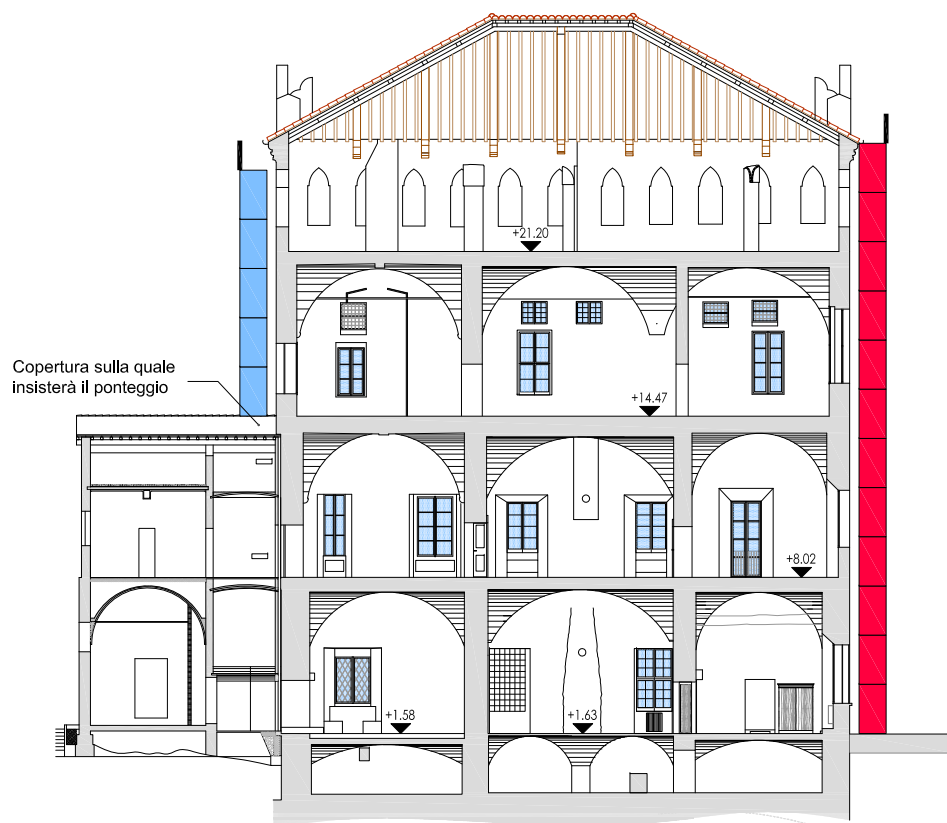 +21.20
Copertura sulla quale
insisterà il ponteggio
+14.47
+8.02
+1.58
+1.63